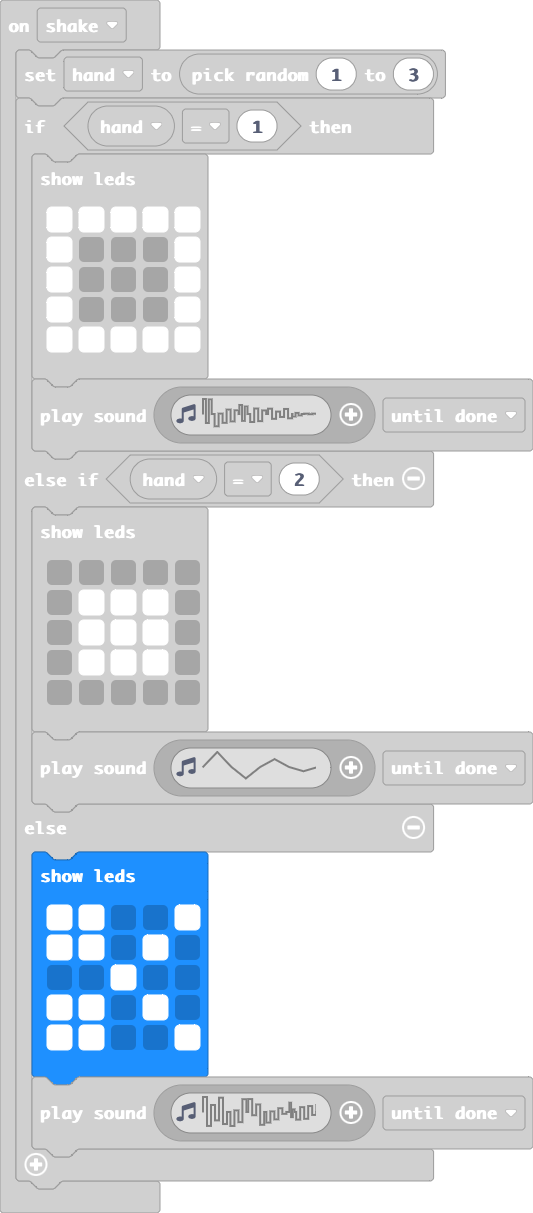 on shake
set hand to pick random 1 to 3
if hand = 1 then
show leds
play sound until done
else if hand = 2 then
show leds
play sound until done
else
show leds
play sound until done